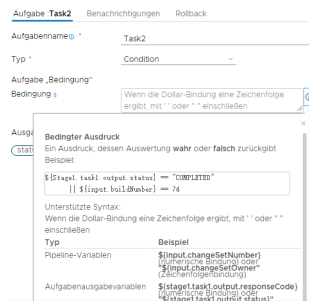 Aufgabe :Task2 Benachrichtigungen Rollback
Aufgabenname *
Task2
Typ * Condition
Aufgabe „Bedingung"
Bedingung
Wenn die Dollar-Bindung eine Zeichenfolge
ergibt, mit ' ' oder " " einschließen
Ausga
Bedingter Ausdruck
Ein Ausdruck, dessen Auswertung wahr oder falsch zurückgibt
Beispiel:
${Stage1.task1.output.status} == "COMPLETED"
|| ${input.buildNumber} == 74
Unterstützte Syntax:
Wenn die Dollar-Bindung eine Zeichenfolge ergibt, mit ' ' oder " "
einschließen
Typ Beispiel
Pipeline-Variablen ${input.changeSetNumber}
(numerische Bindung) oder
"${input.changeSetOwner"
(Zeichenfolgenbindung)
Aufgabenausgabevariablen ${stage1.task1.output.responseCode}
(numerische Bindung) oder
"${stage1.task1.output.status}"